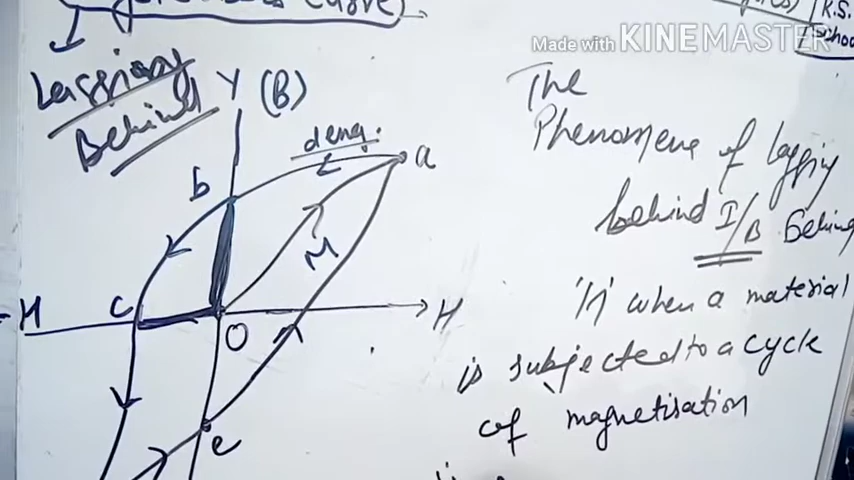 Made with KINEMASTER
R.S.
Lagging
Behind
Y (B)
demag.
a
b
M
-H
c
O
H
e
The
Phenomene of lagging
behind I/B behind
'H' when a material
is subjected to a cycle
of magnetisation